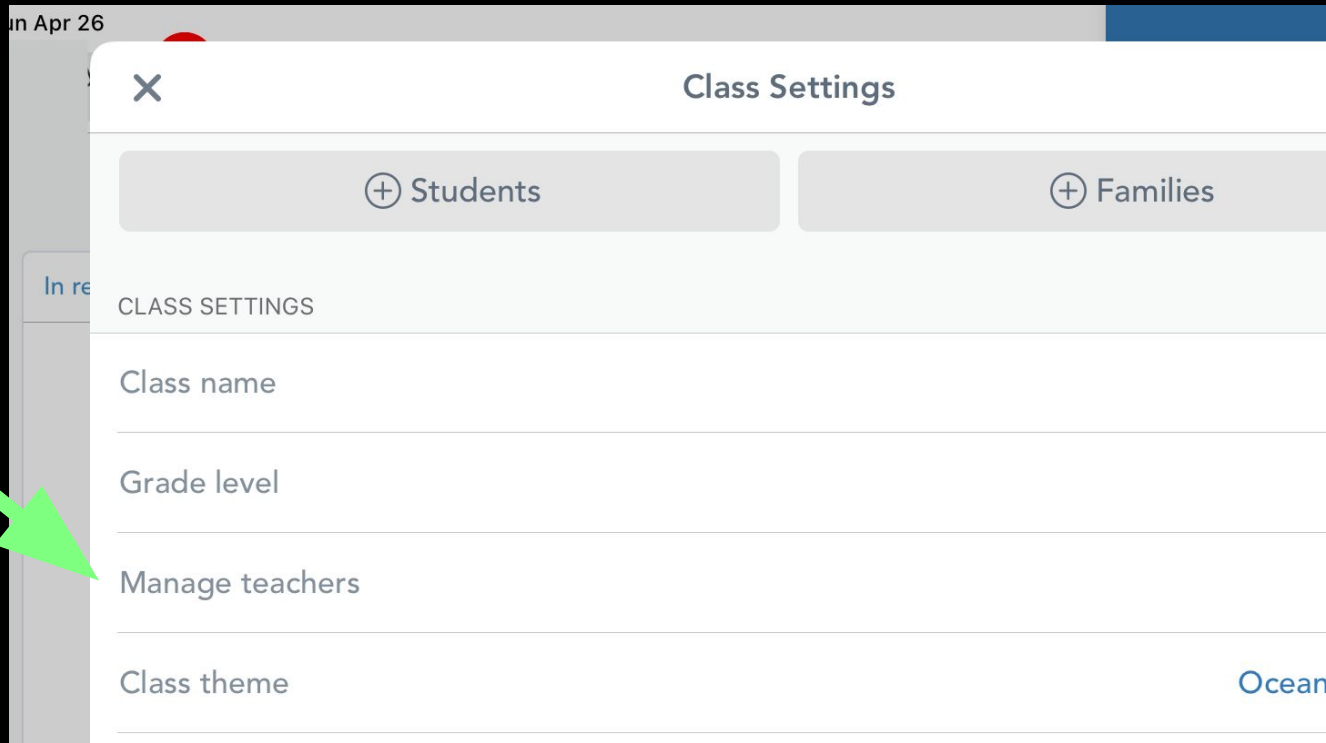 un Apr 26
Class Settings
Students
Families
In re
CLASS SETTINGS
Class name
Grade level
Manage teachers
Class theme
Ocean